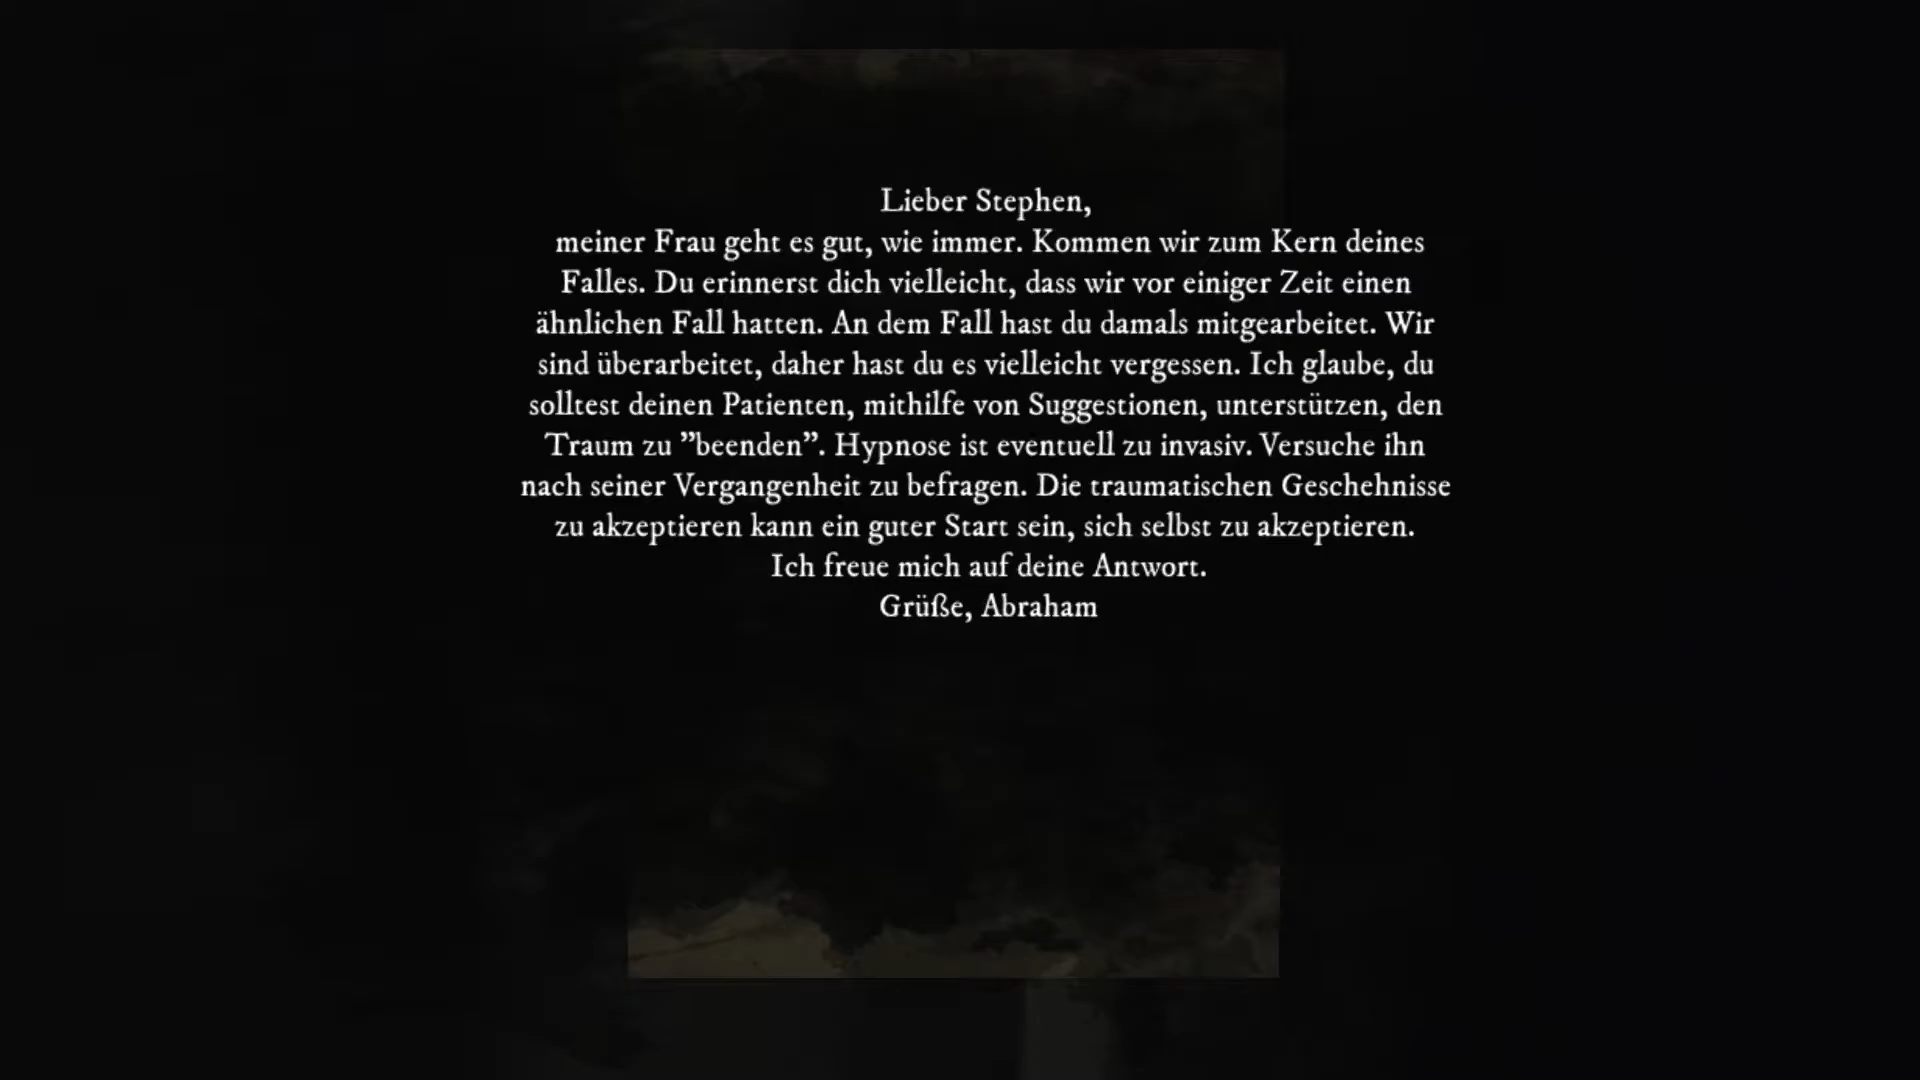 Lieber Stephen,
meiner Frau geht es gut, wie immer. Kommen wir zum Kern deines
Falles. Du erinnerst dich vielleicht, dass wir vor einiger Zeit einen
ähnlichen Fall hatten. An dem Fall hast du damals mitgearbeitet. Wir
sind überarbeitet, daher hast du es vielleicht vergessen. Ich glaube, du
solltest deinen Patienten, mithilfe von Suggestionen, unterstützen, den
Traum zu ”beenden”. Hypnose ist eventuell zu invasiv. Versuche ihn
nach seiner Vergangenheit zu befragen. Die traumatischen Geschehnisse
zu akzeptieren kann ein guter Start sein, sich selbst zu akzeptieren.
Ich freue mich auf deine Antwort.
Grüße, Abraham